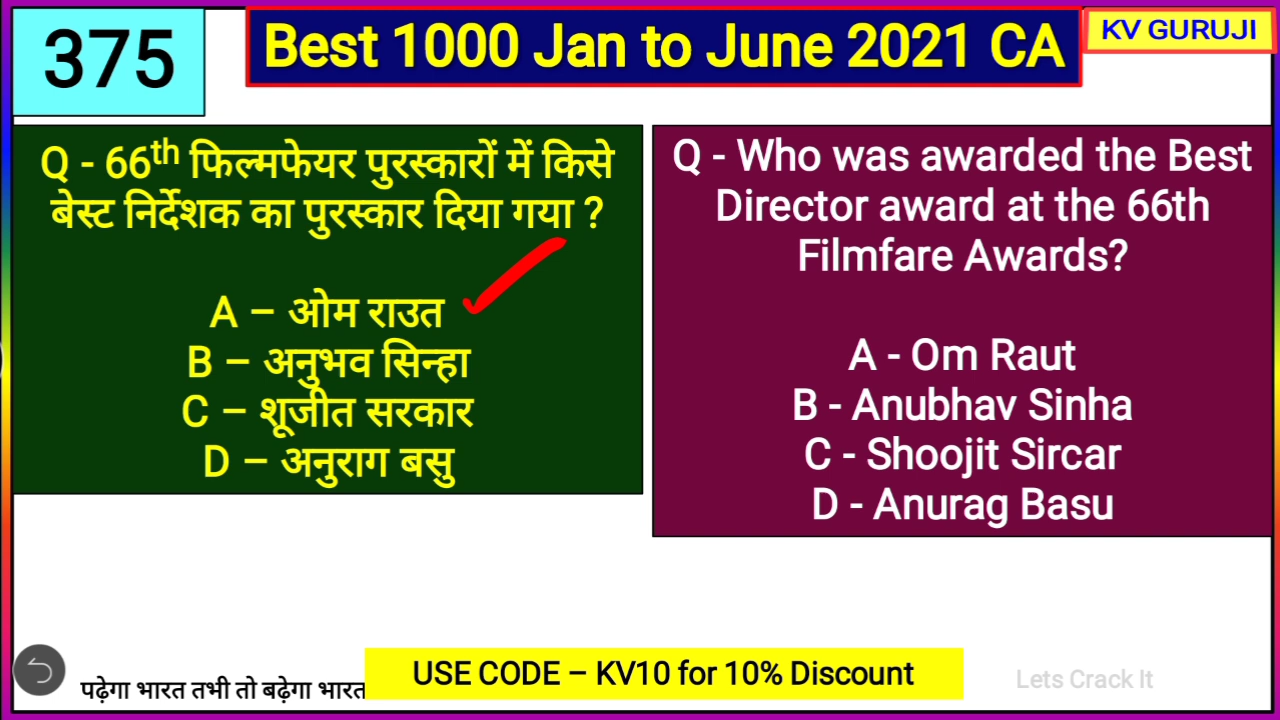 375
Best 1000 Jan to June 2021 CA
KV GURUJI
Q - 66th फिल्मफेयर पुरस्कारों में किसे
बेस्ट निर्देशक का पुरस्कार दिया गया ?
A – ओम राउत
B – अनुभव सिन्हा
C – शूजीत सरकार
D – अनुराग बसु
Q - Who was awarded the Best
Director award at the 66th
Filmfare Awards?
A - Om Raut
B - Anubhav Sinha
C - Shoojit Sircar
D - Anurag Basu
पढ़ेगा भारत तभी तो बढ़ेगा भारत
USE CODE – KV10 for 10% Discount
Lets Crack It